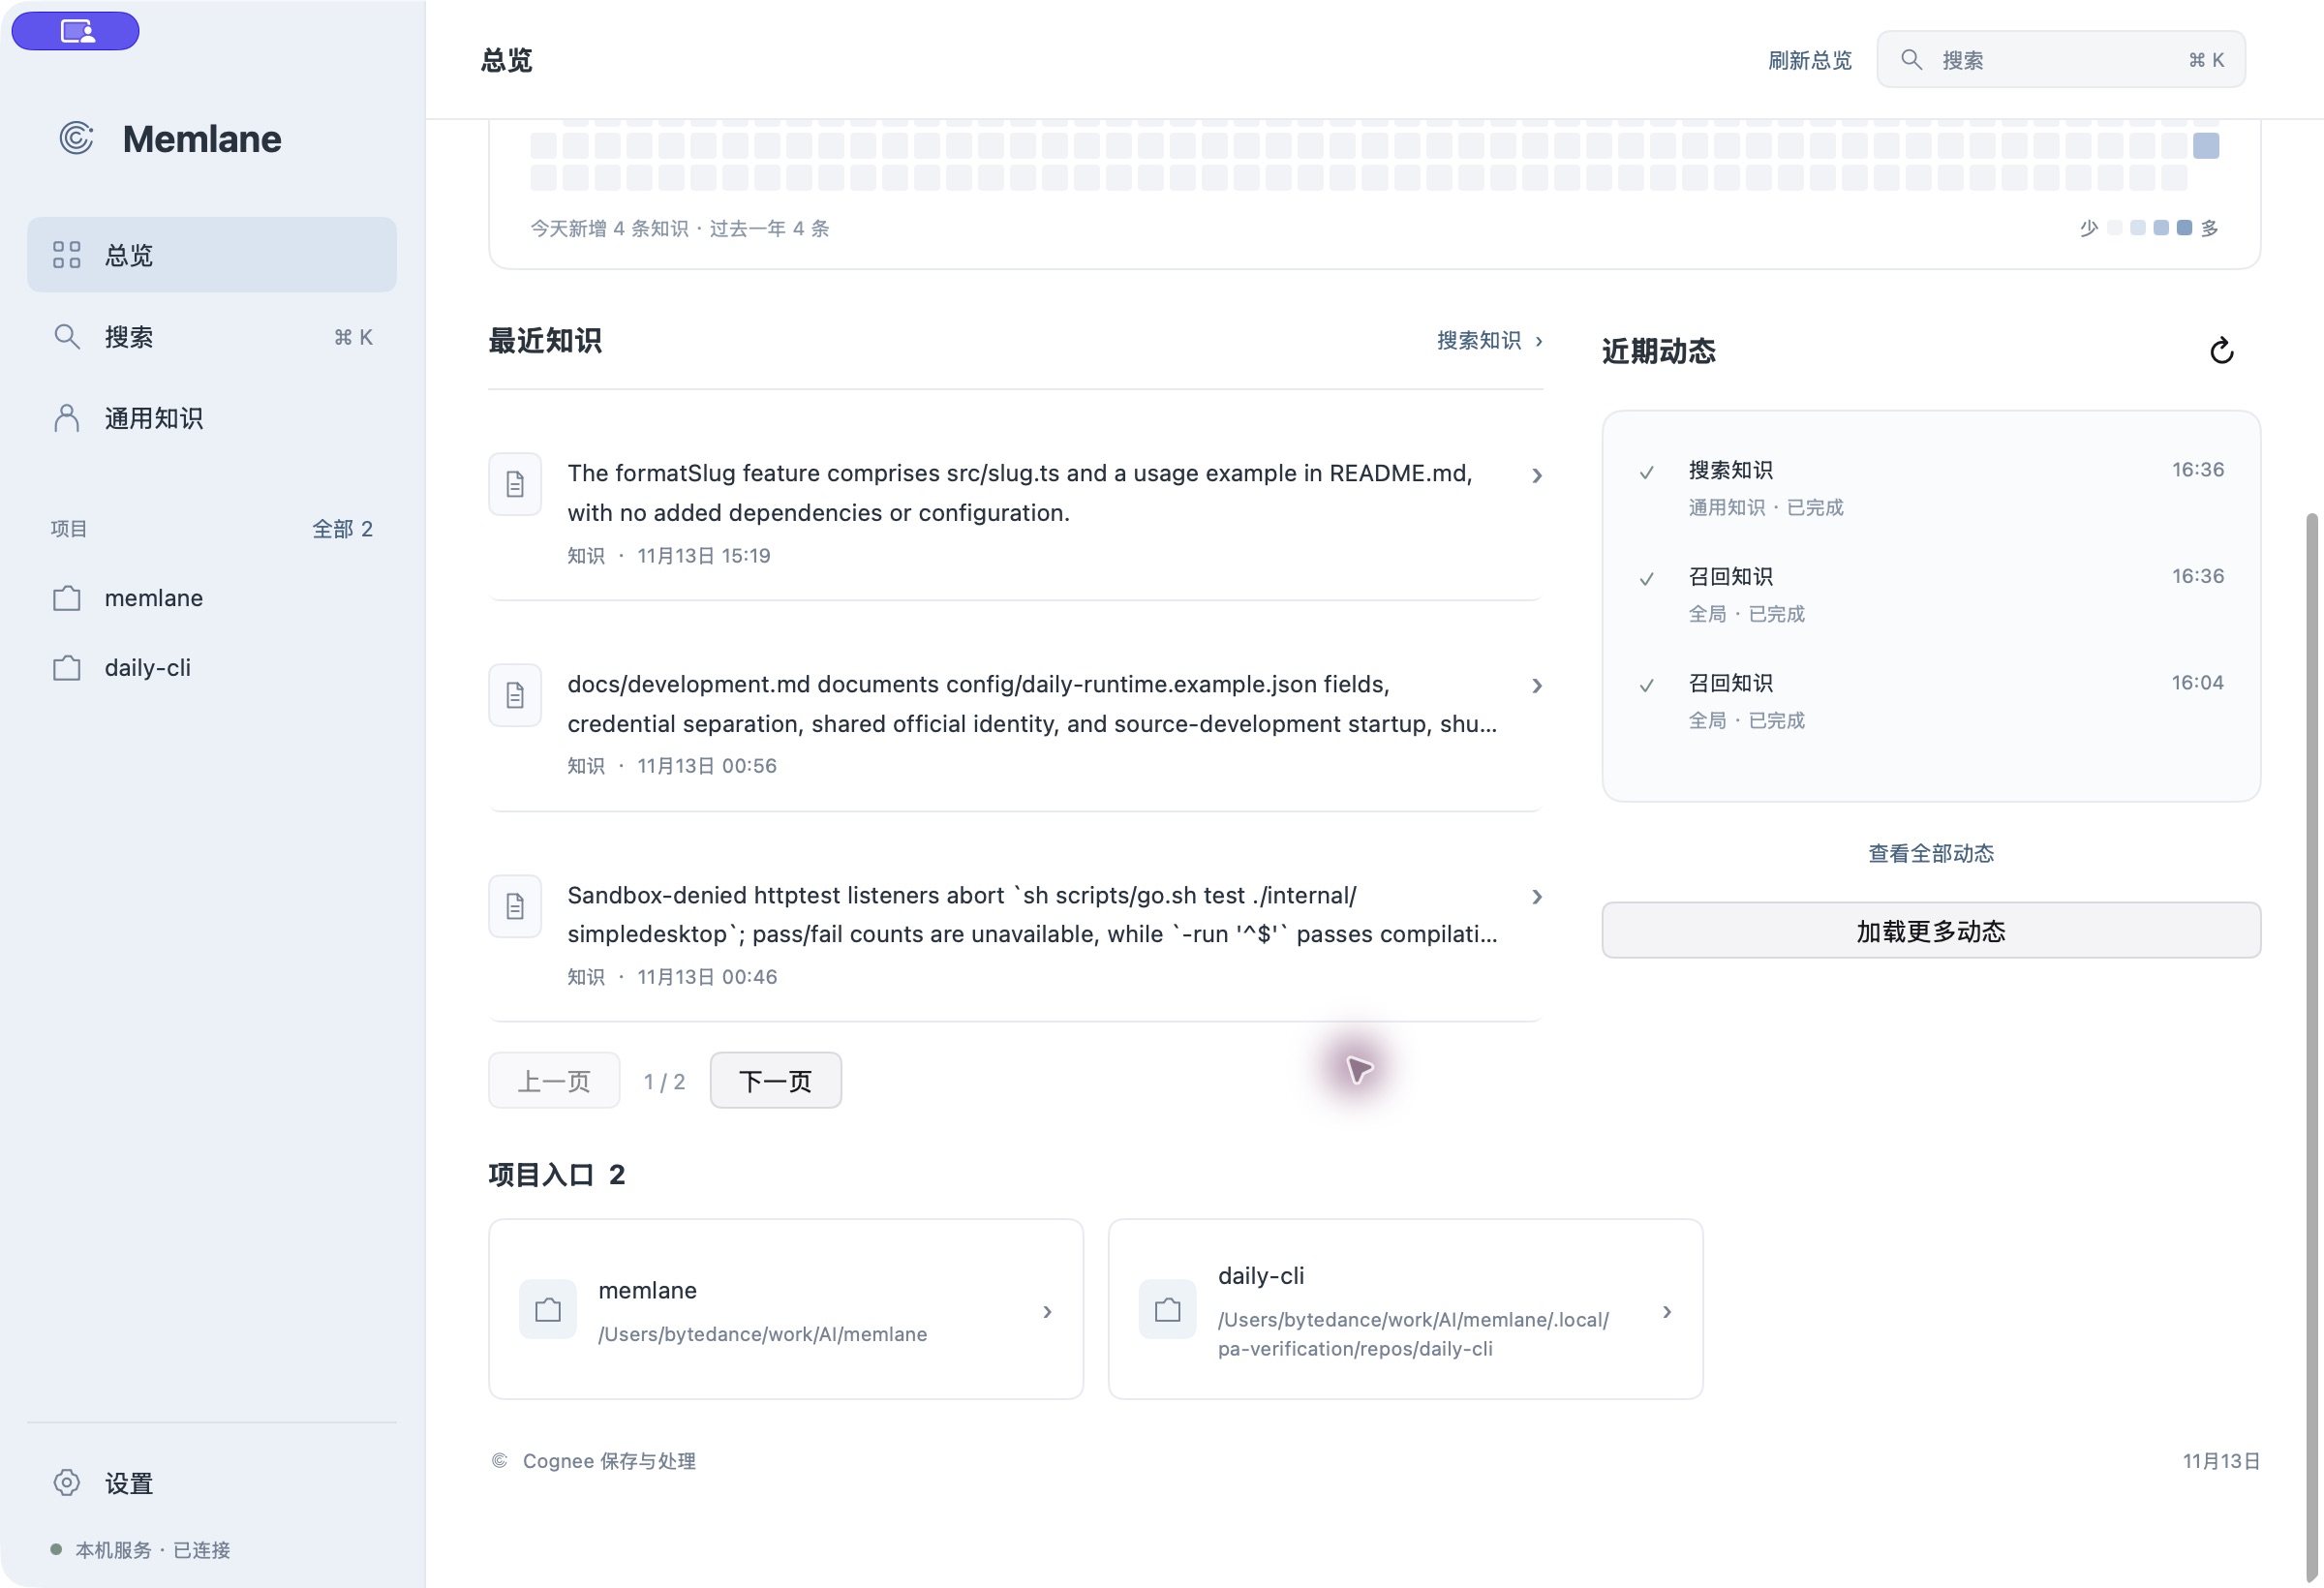 Memlane
总览
搜索
⌘ K
通用知识
项目
全部 2
memlane
daily-cli
设置
本机服务 · 已连接
总览
刷新总览
搜索
⌘ K
今天新增 4 条知识 · 过去一年 4 条
少
多
最近知识
搜索知识 ›
The formatSlug feature comprises src/slug.ts and a usage example in README.md,
with no added dependencies or configuration.
知识 · 11月13日 15:19
docs/development.md documents config/daily-runtime.example.json fields,
credential separation, shared official identity, and source-development startup, shu...
知识 · 11月13日 00:56
Sandbox-denied httptest listeners abort `sh scripts/go.sh test ./internal/
simpledesktop`; pass/fail counts are unavailable, while `-run '^$'` passes compilati...
知识 · 11月13日 00:46
上一页
1 / 2
下一页
近期动态
搜索知识
16:36
通用知识 · 已完成
召回知识
16:36
全局 · 已完成
召回知识
16:04
全局 · 已完成
查看全部动态
加载更多动态
项目入口 2
memlane
/Users/bytedance/work/AI/memlane
daily-cli
/Users/bytedance/work/AI/memlane/.local/
pa-verification/repos/daily-cli
Cognee 保存与处理
11月13日